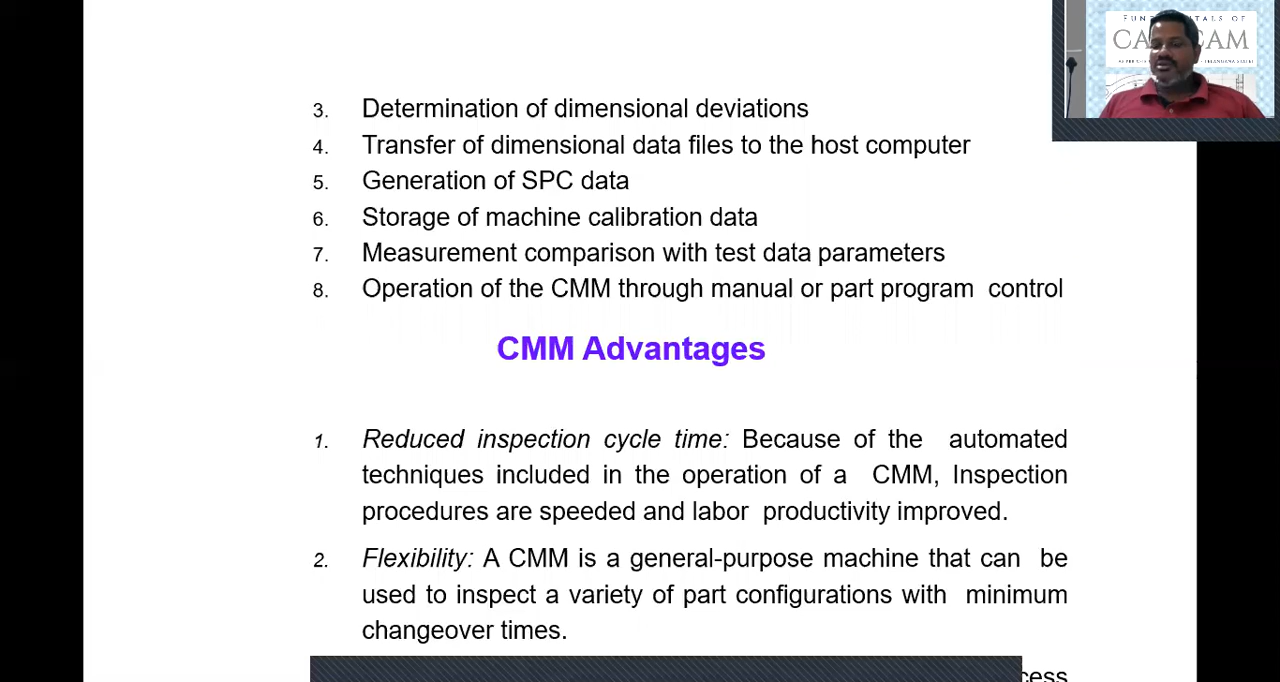 FUNDAMENTALS OF
CAD/CAM
3. Determination of dimensional deviations
4. Transfer of dimensional data files to the host computer
5. Generation of SPC data
6. Storage of machine calibration data
7. Measurement comparison with test data parameters
8. Operation of the CMM through manual or part program control
CMM Advantages
1. Reduced inspection cycle time: Because of the automated
techniques included in the operation of a CMM, Inspection
procedures are speeded and labor productivity improved.
2. Flexibility: A CMM is a general-purpose machine that can be
used to inspect a variety of part configurations with minimum
changeover times.